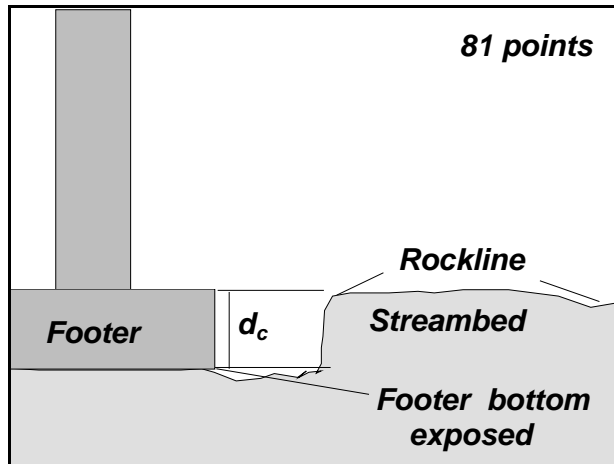 81 points
Rockline
Footer
d_c
Streambed
Footer bottom
exposed